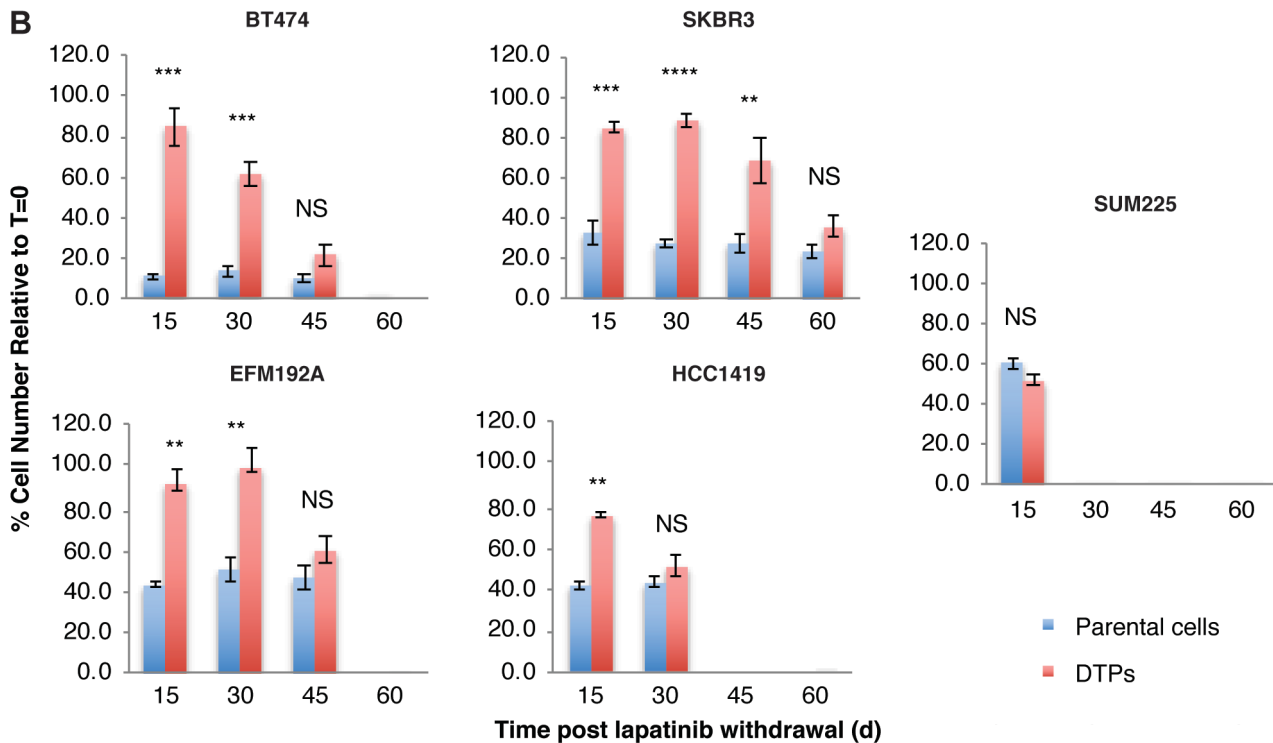 B
BT474
120.0
100.0
80.0
60.0
40.0
20.0
0.0
***
***
NS
15 30 45 60
SKBR3
120.0
100.0
80.0
60.0
40.0
20.0
0.0
***
****
**
NS
15 30 45 60
EFM192A
120.0
100.0
80.0
60.0
40.0
20.0
0.0
**
**
NS
15 30 45 60
HCC1419
120.0
100.0
80.0
60.0
40.0
20.0
0.0
**
NS
15 30 45 60
SUM225
120.0
100.0
80.0
60.0
40.0
20.0
0.0
NS
15 30 45 60
% Cell Number Relative to T=0
Time post lapatinib withdrawal (d)
Parental cells
DTPs